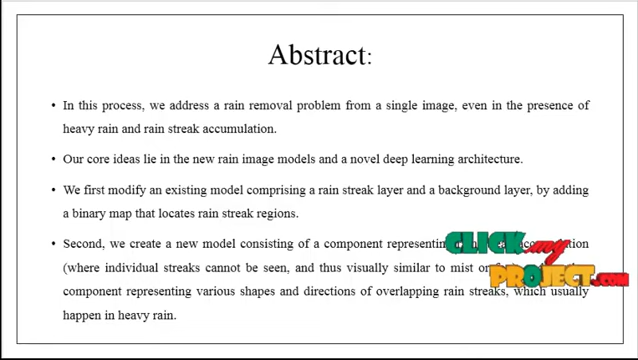 Abstract:
• In this process, we address a rain removal problem from a single image, even in the presence of
heavy rain and rain streak accumulation.
• Our core ideas lie in the new rain image models and a novel deep learning architecture.
• We first modify an existing model comprising a rain streak layer and a background layer, by adding
a binary map that locates rain streak regions.
• Second, we create a new model consisting of a component representing
(where individual streaks cannot be seen, and thus visually similar to mist or
component representing various shapes and directions of overlapping rain streaks, which usually
happen in heavy rain.
CLICK my
PROJECT.COM